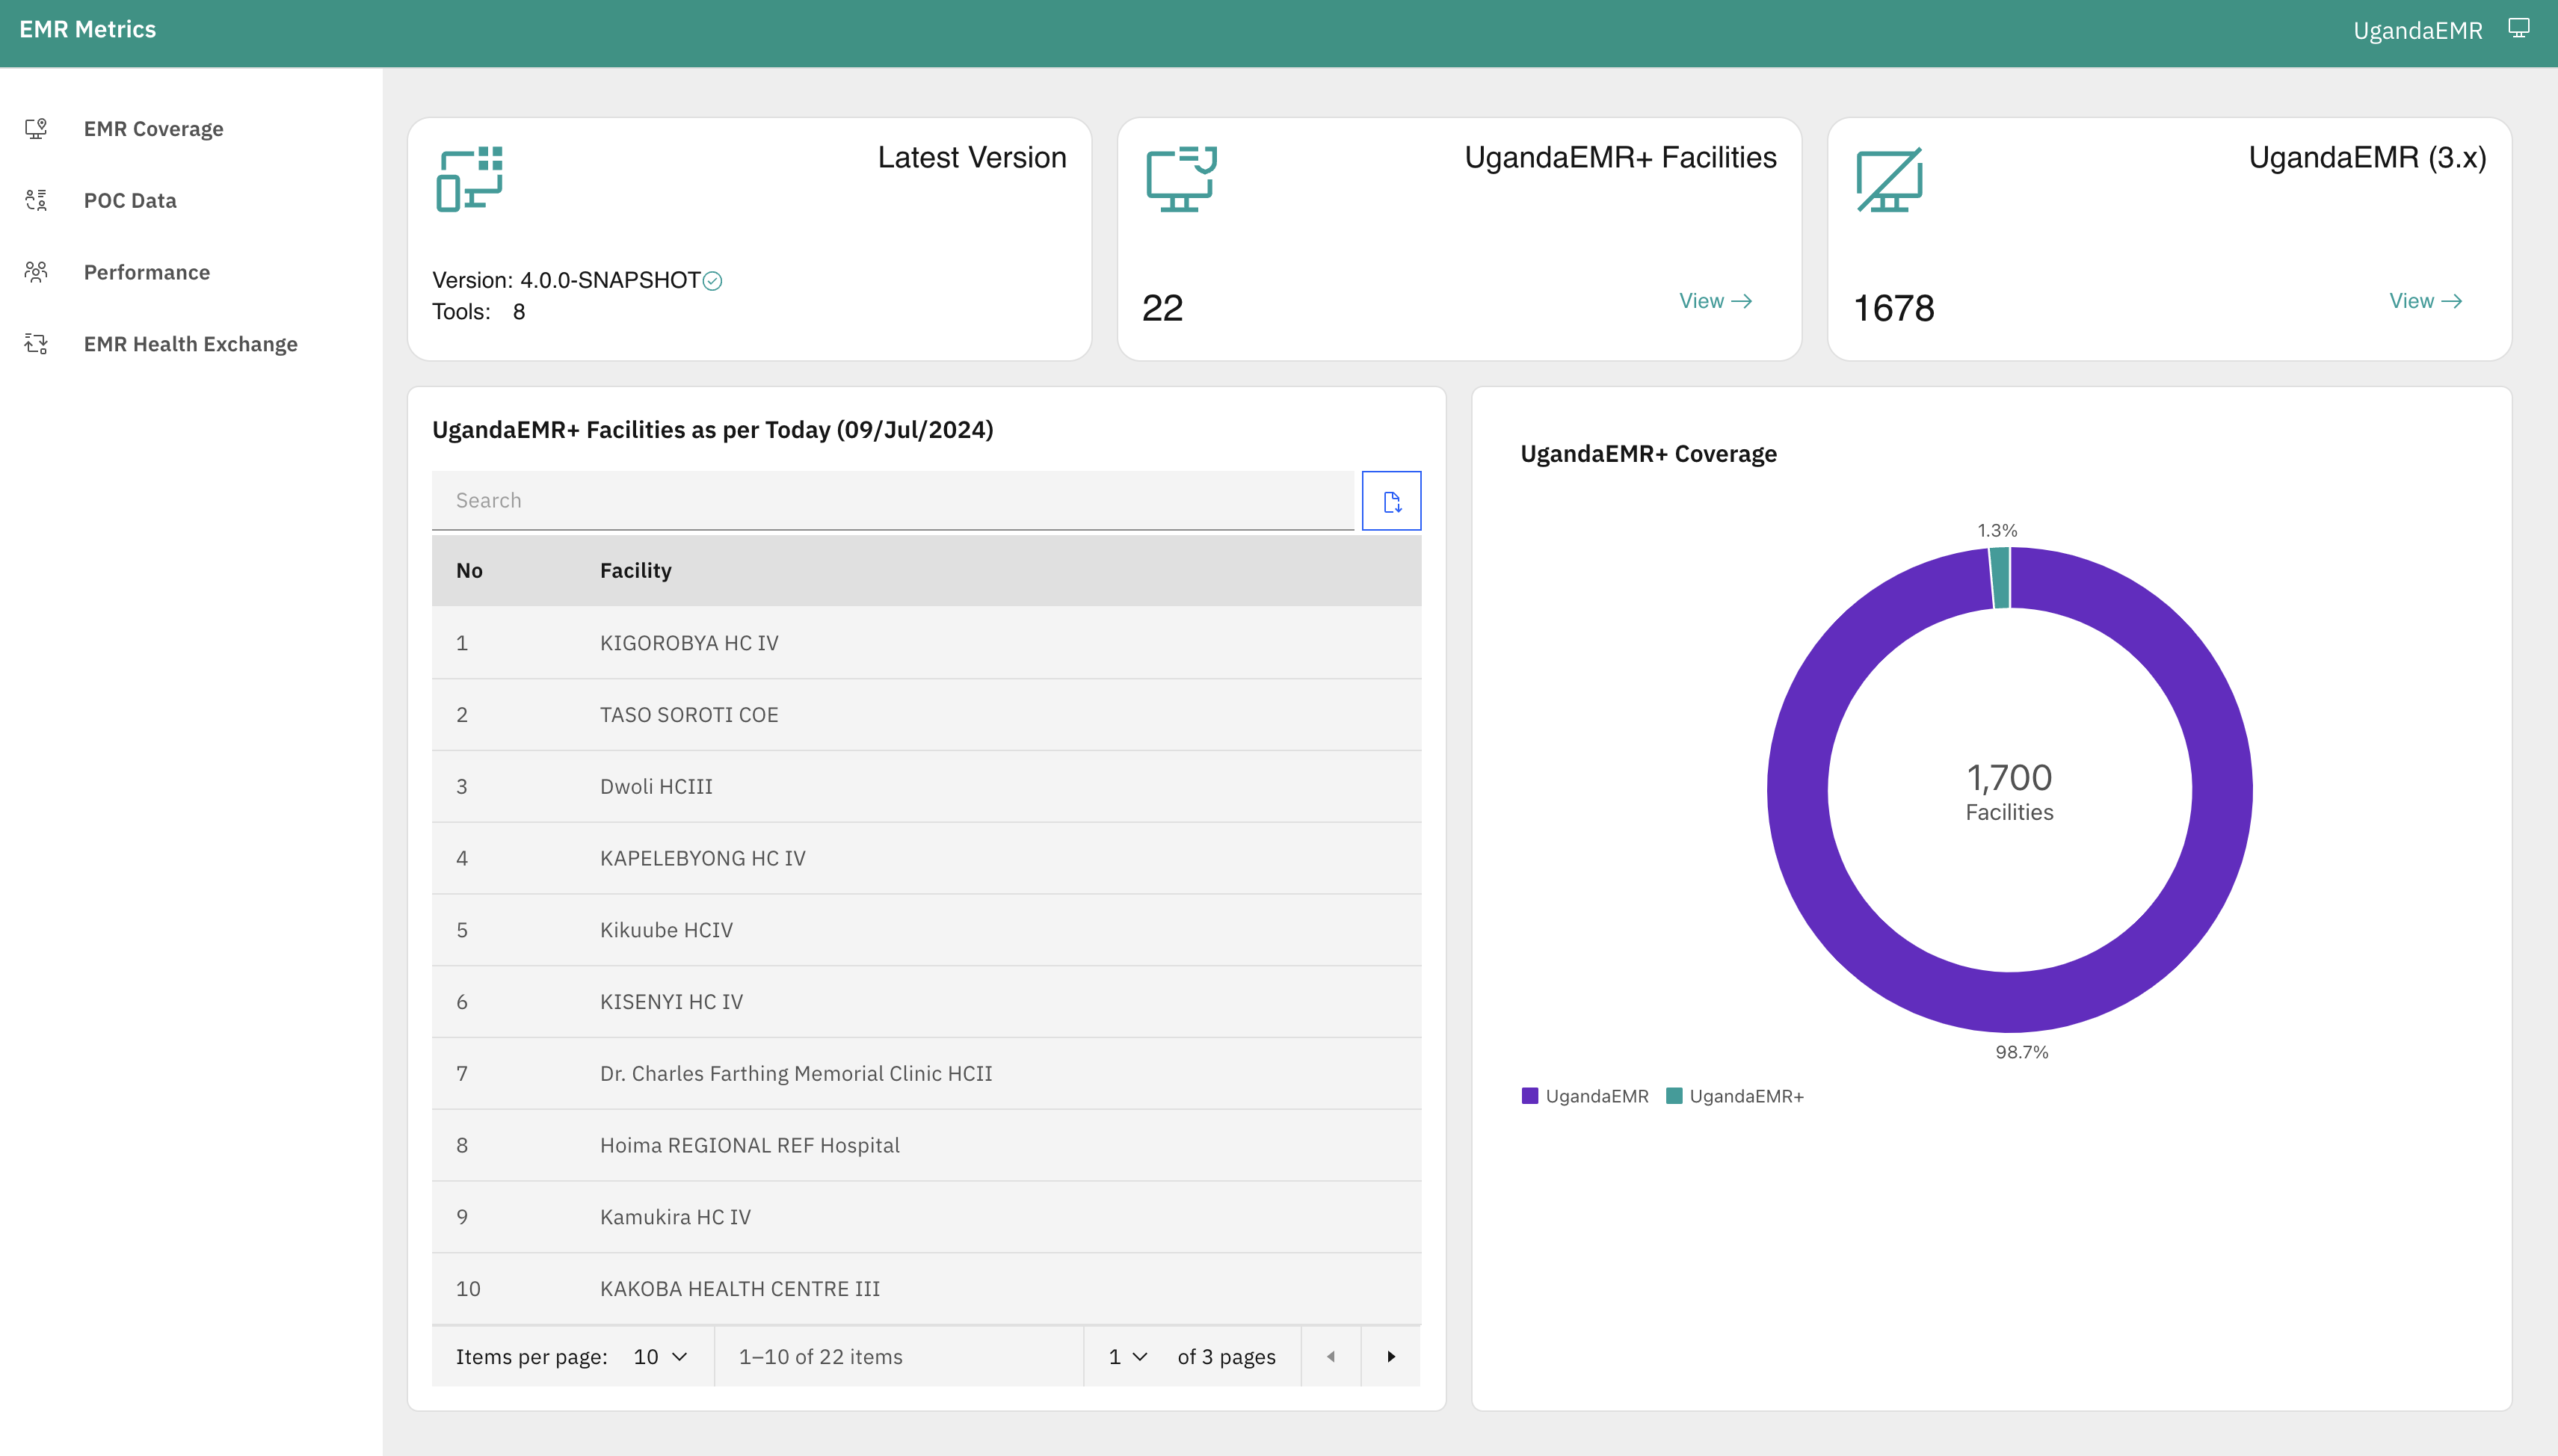 EMR Metrics
UgandaEMR
EMR Coverage
POC Data
Performance
EMR Health Exchange
Latest Version
Version: 4.0.0-SNAPSHOT
Tools: 8
UgandaEMR+ Facilities
22
View
UgandaEMR (3.x)
1678
View
UgandaEMR+ Facilities as per Today (09/Jul/2024)
Search
No Facility
1 KIGOROBYA HC IV
2 TASO SOROTI COE
3 Dwoli HCIII
4 KAPELEBYONG HC IV
5 Kikuube HCIV
6 KISENYI HC IV
7 Dr. Charles Farthing Memorial Clinic HCII
8 Hoima REGIONAL REF Hospital
9 Kamukira HC IV
10 KAKOBA HEALTH CENTRE III
Items per page: 10 1–10 of 22 items 1 of 3 pages
UgandaEMR+ Coverage
1.3%
1,700
Facilities
98.7%
UgandaEMR UgandaEMR+